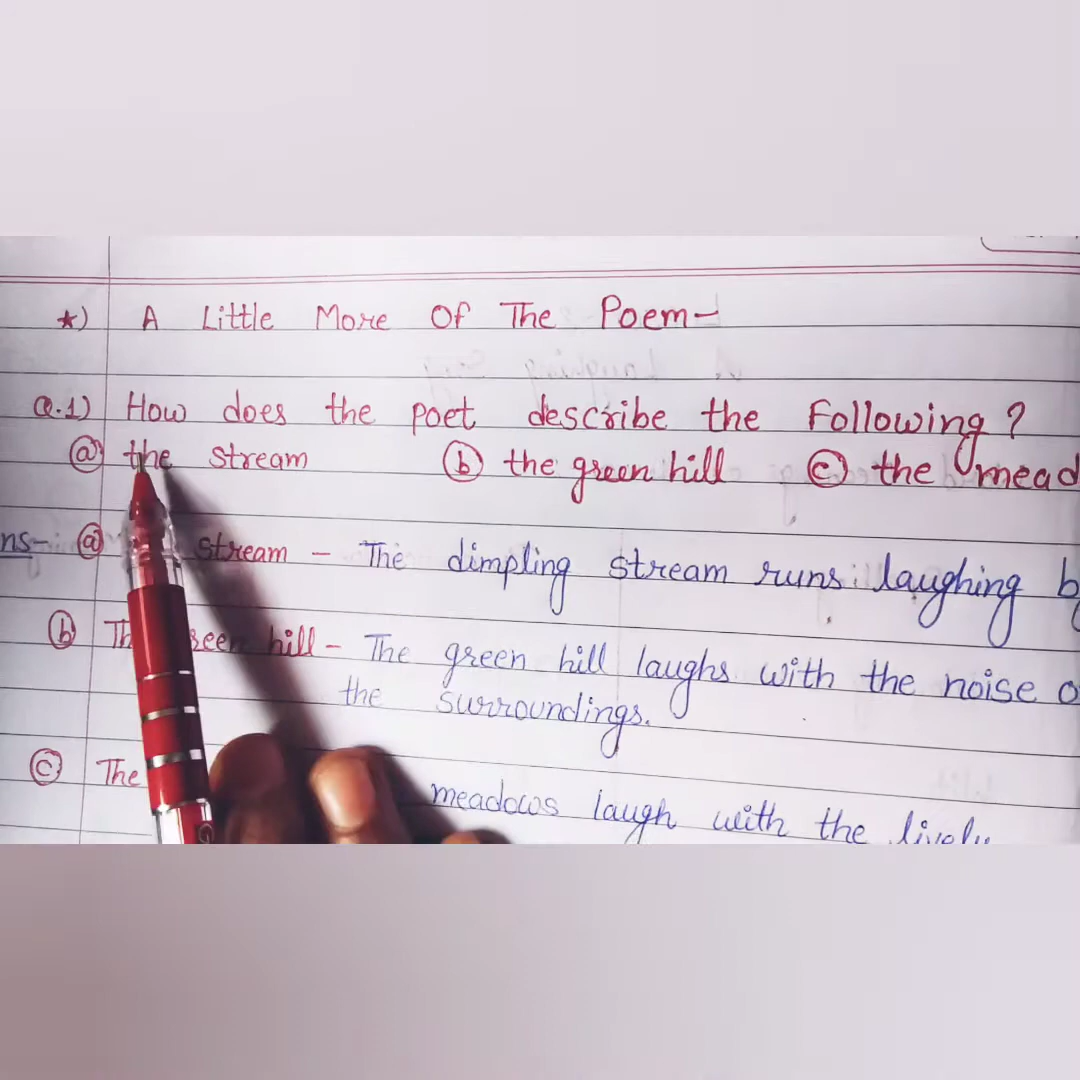 ★) A Little More Of The Poem-
Q.1) How does the poet describe the Following?
(a) the stream (b) the green hill (c) the mead
ns- (a) stream - The dimpling stream runs laughing b
(b) Th reen hill - The green hill laughs with the noise o
the surroundings.
(c) The meadows laugh with the lively